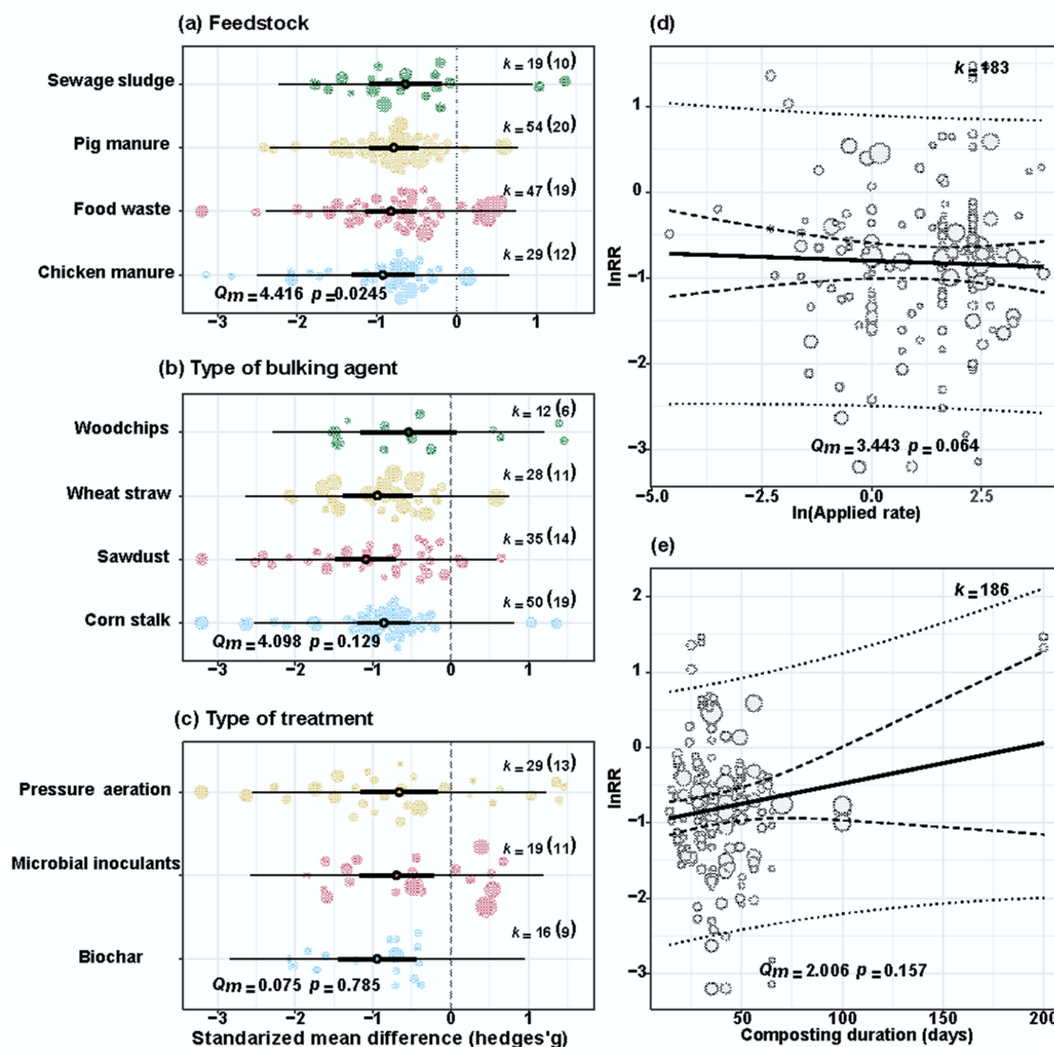 (a) Feedstock
Sewage sludge
k = 19 (10)
Pig manure
k = 54 (20)
Food waste
k = 47 (19)
Chicken manure
k = 29 (12)
Qm = 4.416 p = 0.0245
−3 −2 −1 0 1
(b) Type of bulking agent
Woodchips
k = 12 (6)
Wheat straw
k = 28 (11)
Sawdust
k = 35 (14)
Corn stalk
k = 50 (19)
Qm = 4.098 p = 0.129
−3 −2 −1 0 1
(c) Type of treatment
Pressure aeration
k = 29 (13)
Microbial inoculants
k = 19 (11)
Biochar
k = 16 (9)
Qm = 0.075 p = 0.785
−3 −2 −1 0 1
Standarized mean difference (hedges'g)
(d)
k = 183
1
0
−1
−2
−3
lnRR
Qm = 3.443 p = 0.064
−5.0 −2.5 0.0 2.5
ln(Applied rate)
(e)
k = 186
2
1
0
−1
−2
−3
lnRR
Qm = 2.006 p = 0.157
50 100 150 200
Composting duration (days)